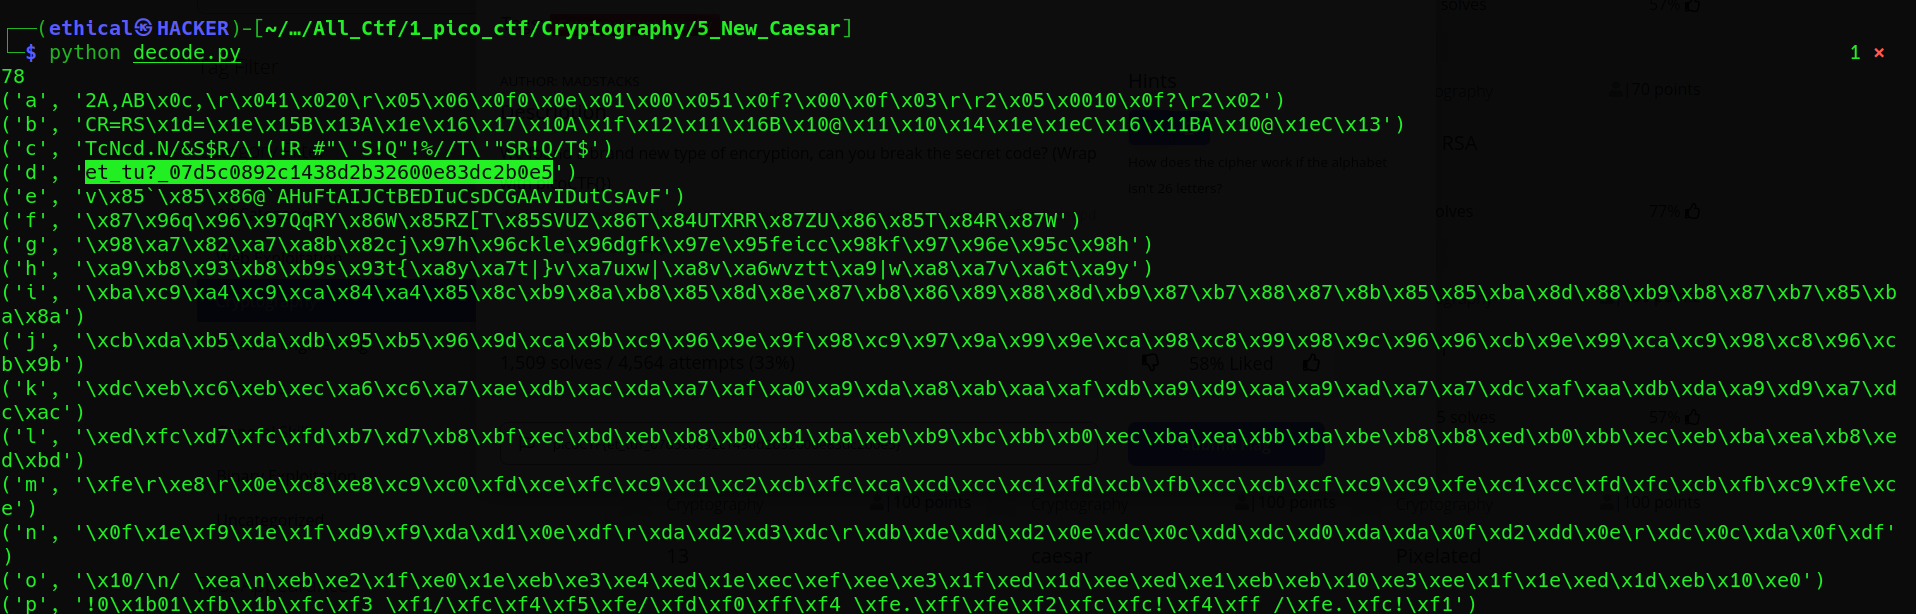 ┌──(ethical㉿HACKER)-[~/…/All_Ctf/1_pico_ctf/Cryptography/5_New_Caesar]
└─$ python decode.py 1 ×
78
('a', '2A,AB\x0c,\r\x041\x020\r\x05\x06\x0f0\x0e\x01\x00\x051\x0f?\x00\x0f\x03\r\r2\x05\x0010\x0f?\r2\x02')
('b', 'CR=RS\x1d=\x1e\x15B\x13A\x1e\x16\x17\x10A\x1f\x12\x11\x16B\x10@\x11\x10\x14\x1e\x1eC\x16\x11BA\x10@\x1eC\x13')
('c', 'TcNcd.N/&S$R/\'(!R #"\'S!Q"!%//T\'"SR!Q/T$')
('d', 'et_tu?_07d5c0892c1438d2b32600e83dc2b0e5')
('e', 'v\x85`\x85\x86@`AHuFtAIJCtBEDIuCsDCGAAvIDutCsAvF')
('f', '\x87\x96q\x96\x97QqRY\x86W\x85RZ[T\x85SVUZ\x86T\x84UTXRR\x87ZU\x86\x85T\x84R\x87W')
('g', '\x98\xa7\x82\xa7\xa8b\x82cj\x97h\x96ckle\x96dgfk\x97e\x95feicc\x98kf\x97\x96e\x95c\x98h')
('h', '\xa9\xb8\x93\xb8\xb9s\x93t{\xa8y\xa7t|}v\xa7uxw|\xa8v\xa6wvztt\xa9|w\xa8\xa7v\xa6t\xa9y')
('i', '\xba\xc9\xa4\xc9\xca\x84\xa4\x85\x8c\xb9\x8a\xb8\x85\x8d\x8e\x87\xb8\x86\x89\x88\x8d\xb9\x87\xb7\x88\x87\x8b\x85\x85\xba\x8d\x88\xb9\xb8\x87\xb7\x85\xb
a\x8a')
('j', '\xcb\xda\xb5\xda\xdb\x95\xb5\x96\x9d\xca\x9b\xc9\x96\x9e\x9f\x98\xc9\x97\x9a\x99\x9e\xca\x98\xc8\x99\x98\x9c\x96\x96\xcb\x9e\x99\xca\xc9\x98\xc8\x96\xc
b\x9b')
('k', '\xdc\xeb\xc6\xeb\xec\xa6\xc6\xa7\xae\xdb\xac\xda\xa7\xaf\xa0\xa9\xda\xa8\xab\xaa\xaf\xdb\xa9\xd9\xaa\xa9\xad\xa7\xa7\xdc\xaf\xaa\xdb\xda\xa9\xd9\xa7\xd
c\xac')
('l', '\xed\xfc\xd7\xfc\xfd\xb7\xd7\xb8\xbf\xec\xbd\xeb\xb8\xb0\xb1\xba\xeb\xb9\xbc\xbb\xb0\xec\xba\xea\xbb\xba\xbe\xb8\xb8\xed\xb0\xbb\xec\xeb\xba\xea\xb8\xe
d\xbd')
('m', '\xfe\r\xe8\r\x0e\xc8\xe8\xc9\xc0\xfd\xce\xfc\xc9\xc1\xc2\xcb\xfc\xca\xcd\xcc\xc1\xfd\xcb\xfb\xcc\xcb\xcf\xc9\xc9\xfe\xc1\xcc\xfd\xfc\xcb\xfb\xc9\xfe\xc
e')
('n', '\x0f\x1e\xf9\x1e\x1f\xd9\xf9\xda\xd1\x0e\xdf\r\xda\xd2\xd3\xdc\r\xdb\xde\xdd\xd2\x0e\xdc\x0c\xdd\xdc\xd0\xda\xda\x0f\xd2\xdd\x0e\r\xdc\x0c\xda\x0f\xdf'
)
('o', '\x10/\n/ \xea\n\xeb\xe2\x1f\xe0\x1e\xeb\xe3\xe4\xed\x1e\xec\xef\xee\xe3\x1f\xed\x1d\xee\xed\xe1\xeb\xeb\x10\xe3\xee\x1f\x1e\xed\x1d\xeb\x10\xe0')
('p', '!0\x1b01\xfb\x1b\xfc\xf3 \xf1/\xfc\xf4\xf5\xfe/\xfd\xf0\xff\xf4 \xfe.\xff\xfe\xf2\xfc\xfc!\xf4\xff /\xfe.\xfc!\xf1')